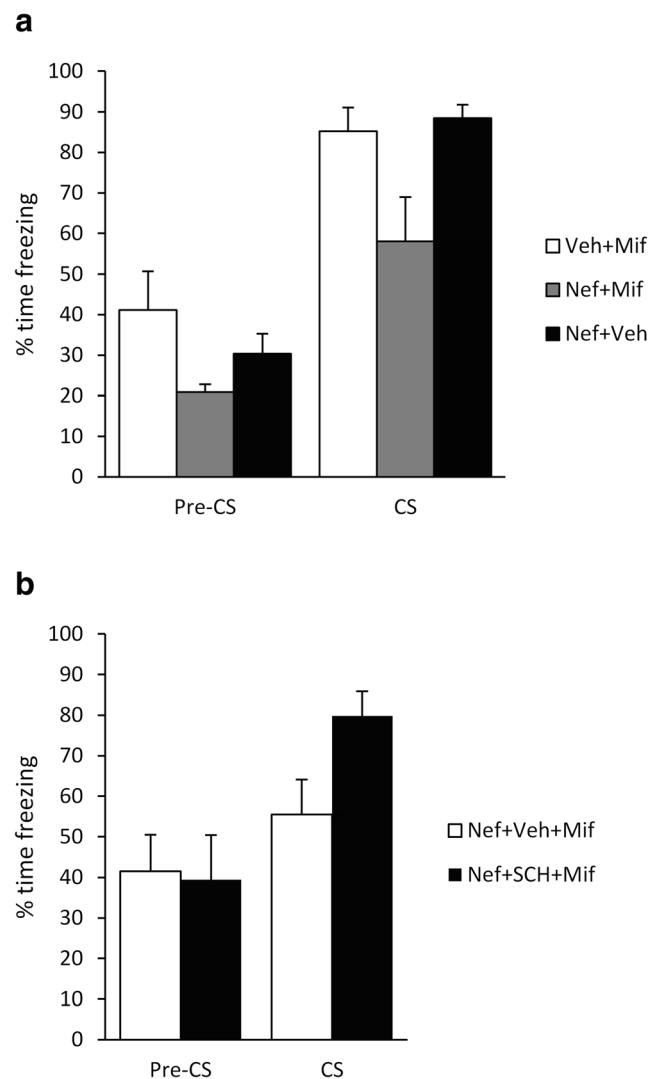 a
100
90
80
70
60
50
40
30
20
10
0
% time freezing
Pre-CS
CS
Veh+Mif
Nef+Mif
Nef+Veh
b
100
90
80
70
60
50
40
30
20
10
0
% time freezing
Pre-CS
CS
Nef+Veh+Mif
Nef+SCH+Mif